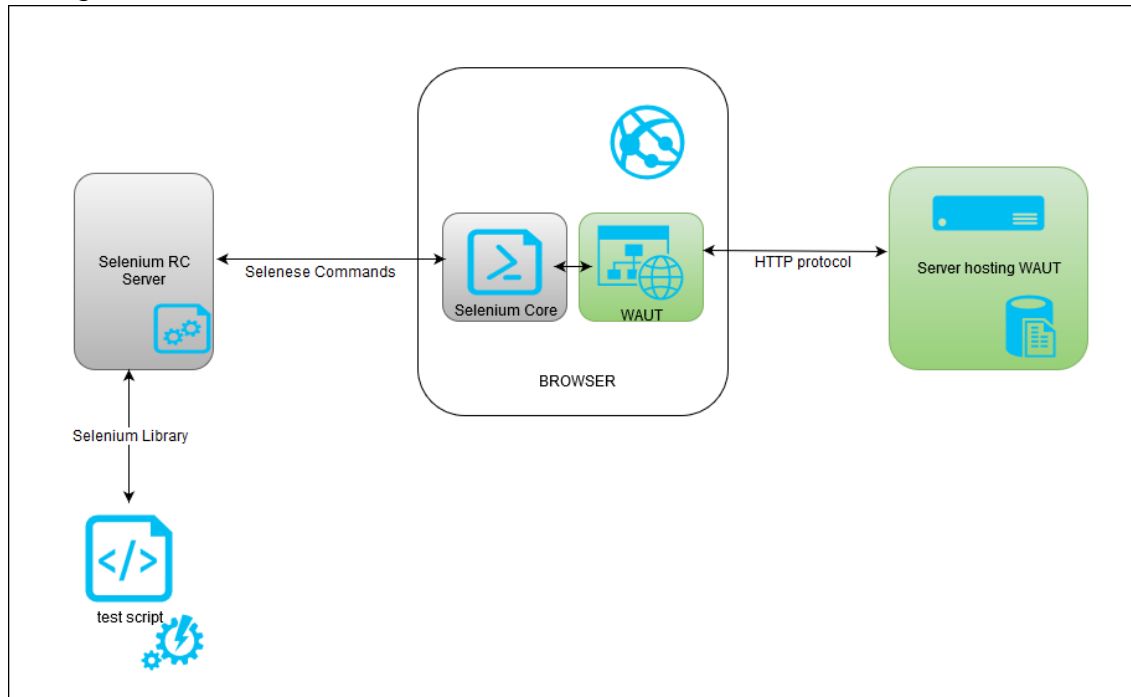 Selenium RC
Server
Selenese Commands
Selenium Core
WAUT
BROWSER
HTTP protocol
Server hosting WAUT
Selenium Library
</>
test script